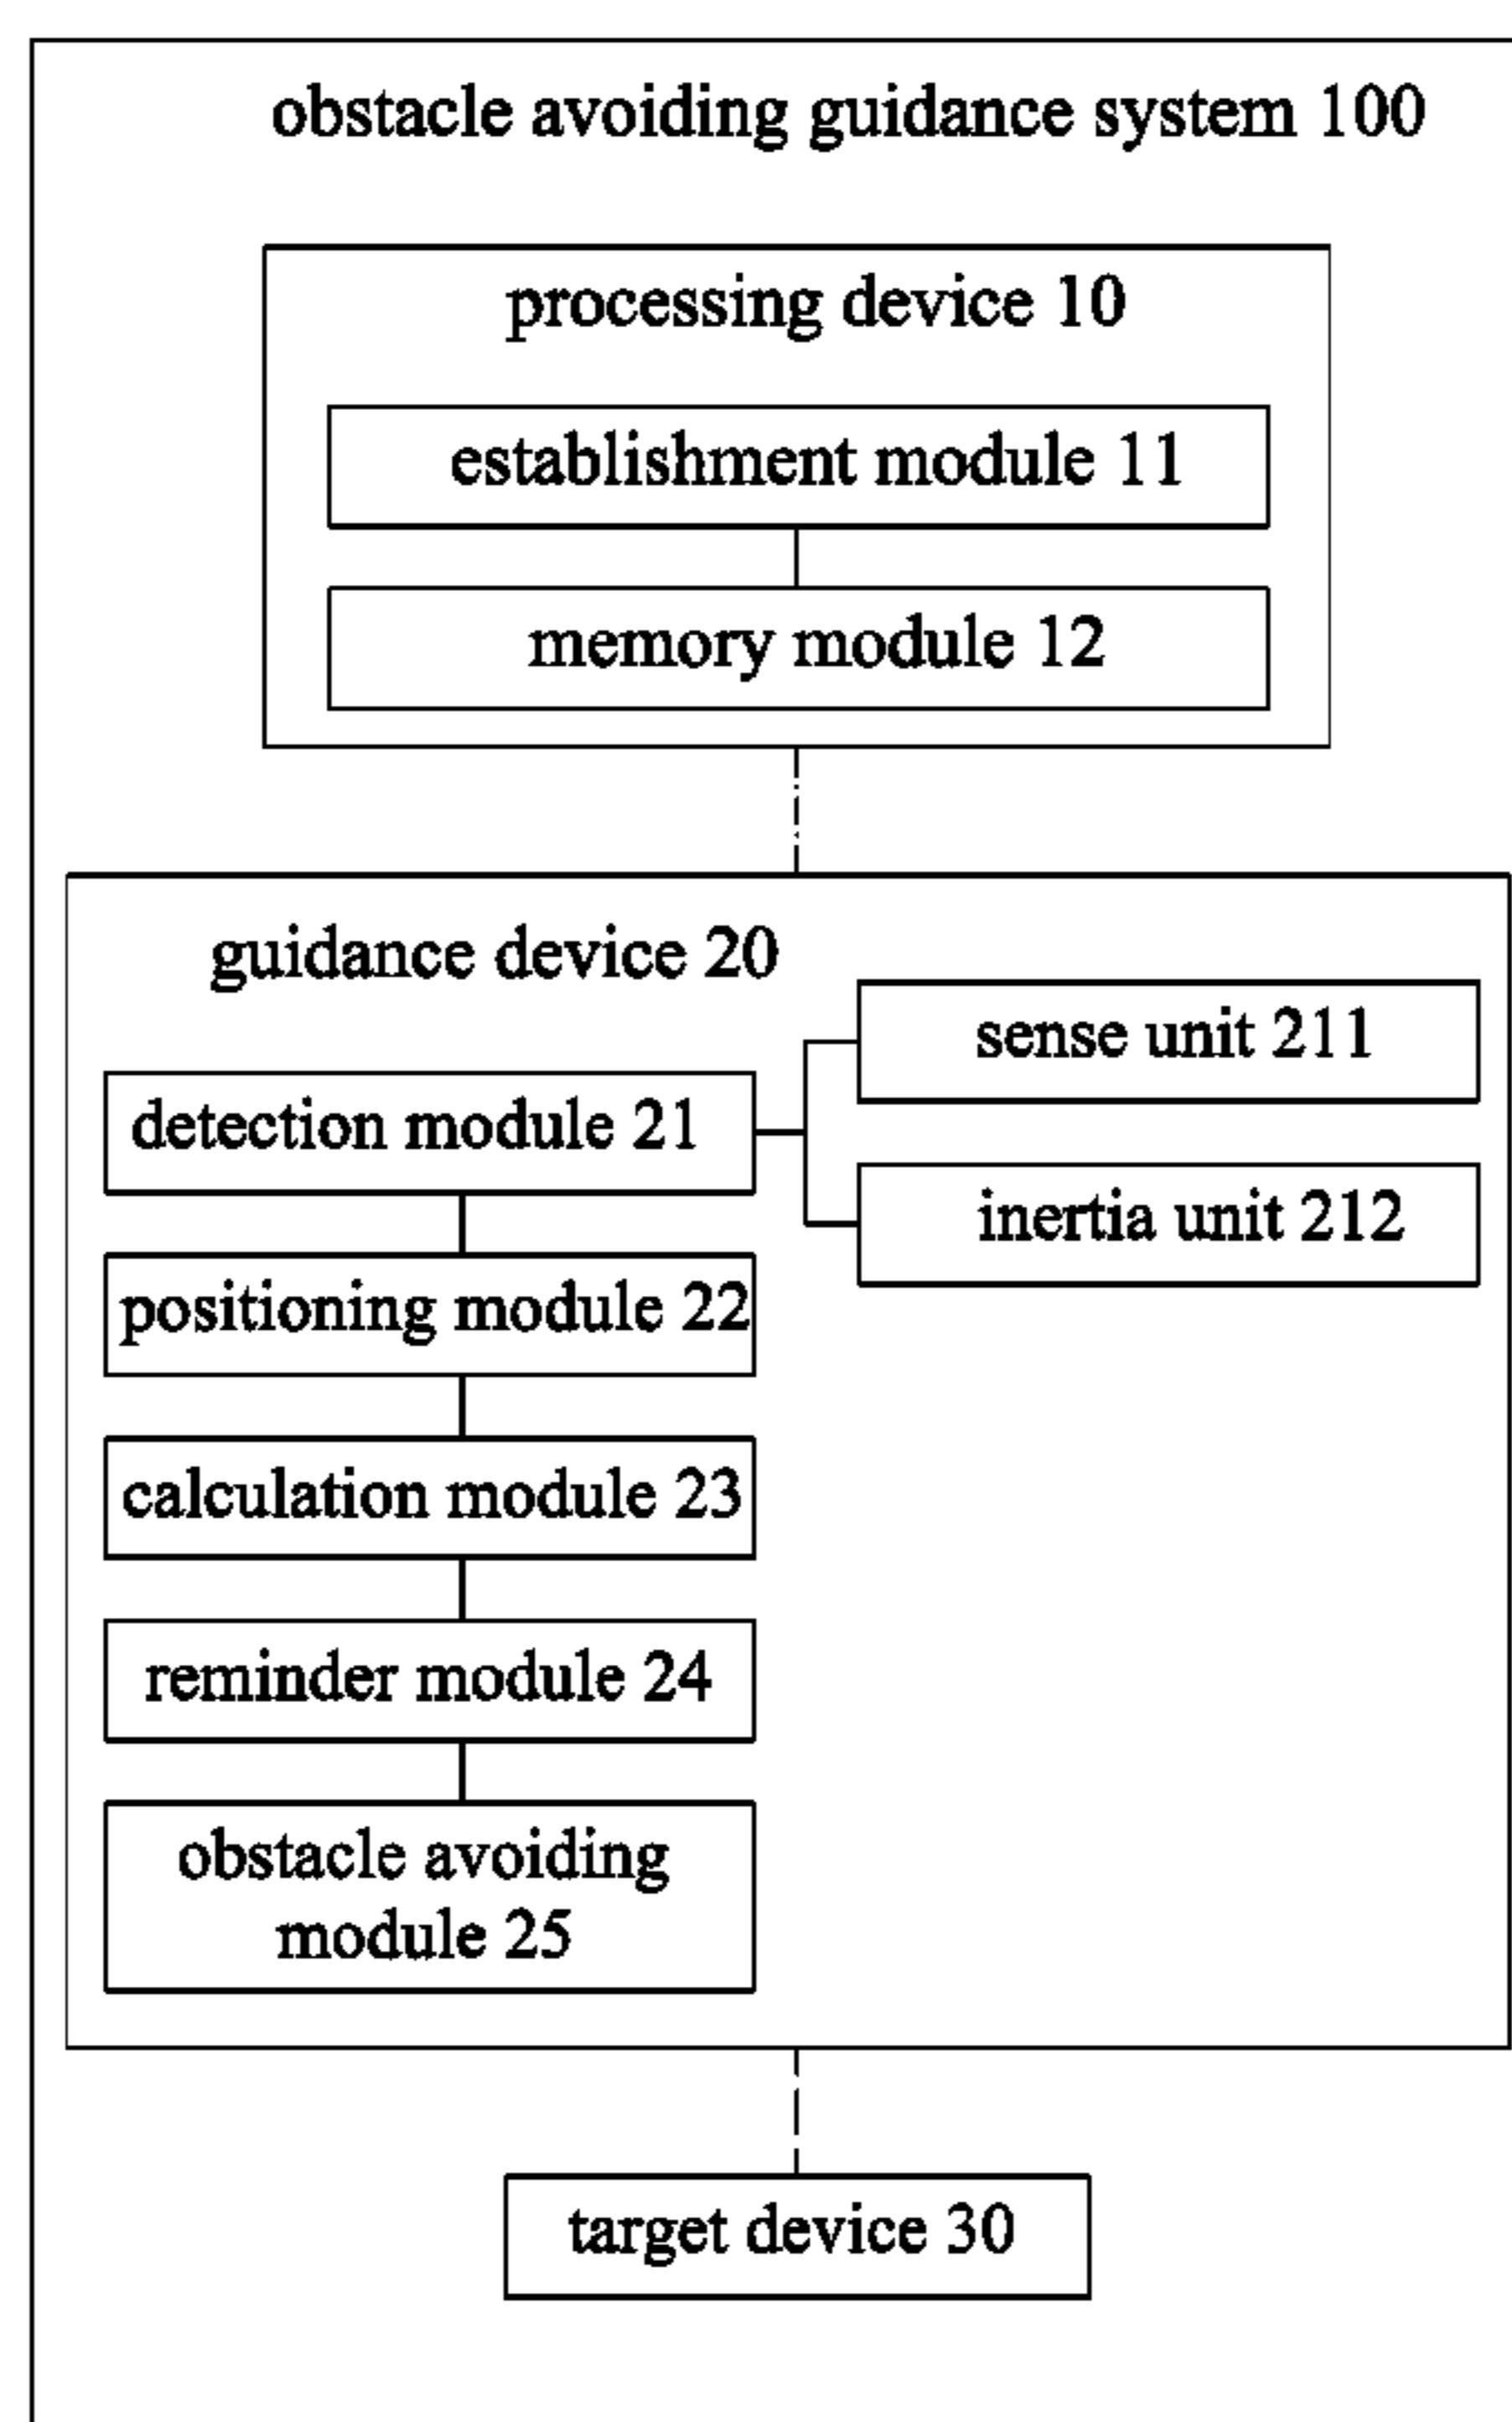 obstacle avoiding guidance system 100
processing device 10
establishment module 11
memory module 12
guidance device 20
sense unit 211
detection module 21
inertia unit 212
positioning module 22
calculation module 23
reminder module 24
obstacle avoiding
module 25
target device 30